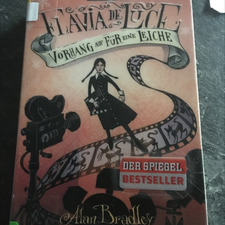 FLAVIA DE LUCE
VORHANG AUF FÜR EINE LEICHE
DER SPIEGEL
BESTSELLER
Alan Bradley